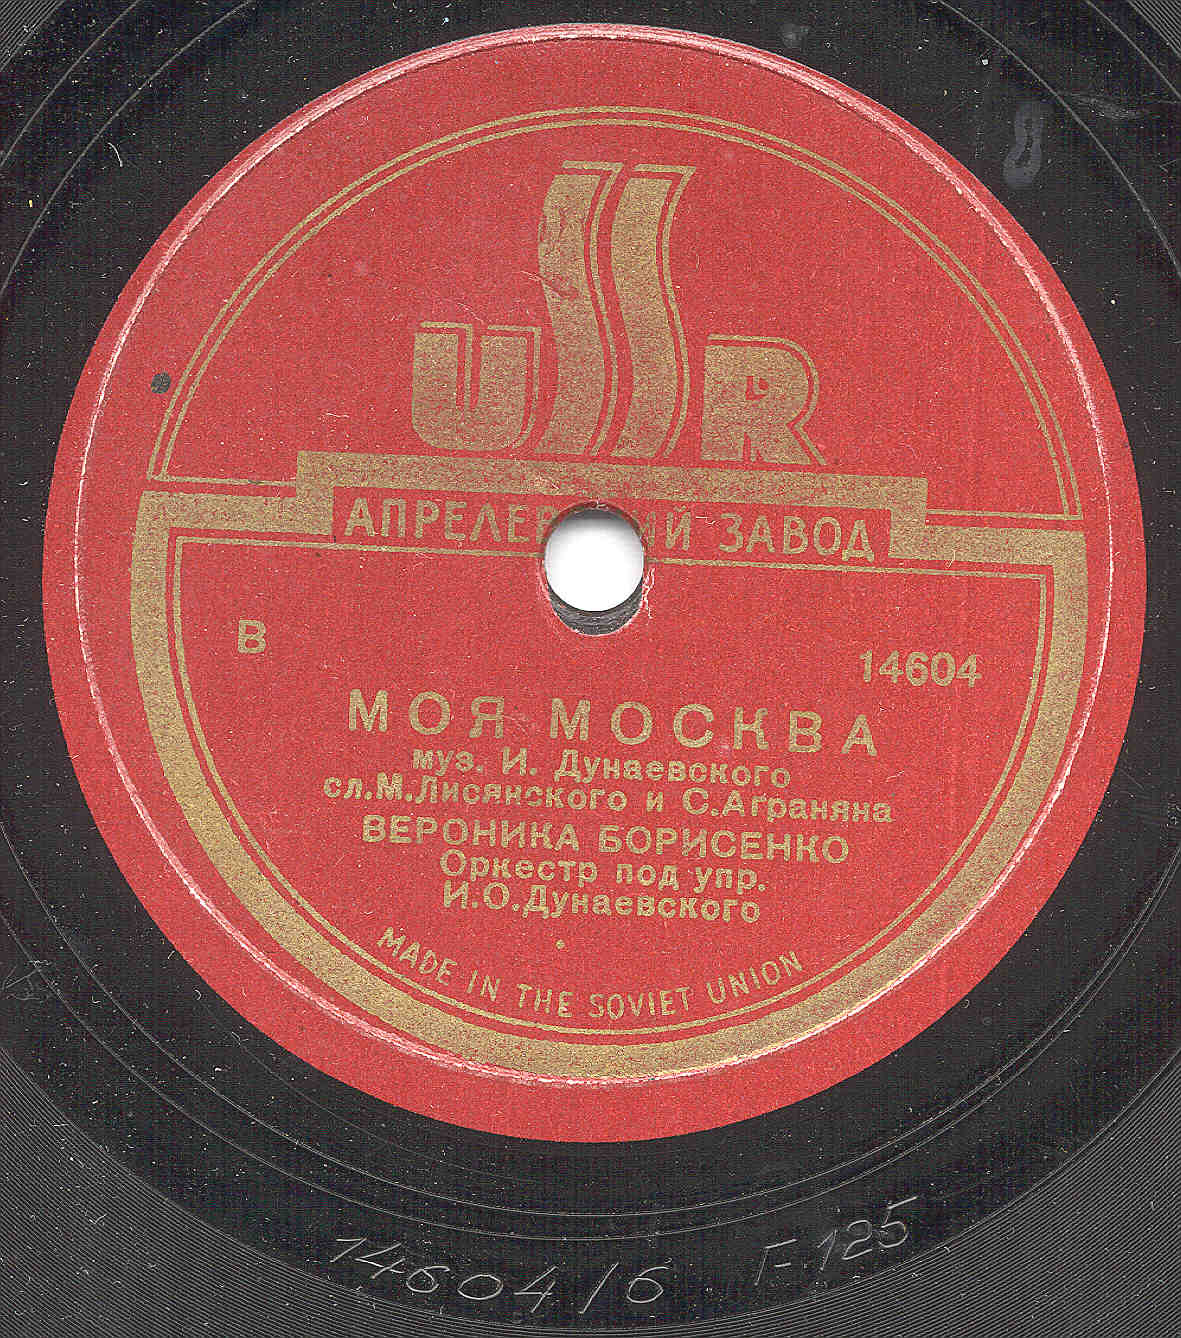 USSR
АПРЕЛЕВСКИЙ ЗАВОД
В
14604
МОЯ МОСКВА
муз. И. Дунаевского
сл.М.Лисянского и С.Аграняна
ВЕРОНИКА БОРИСЕНКО
Оркестр под упр.
И.О.Дунаевского
MADE IN THE SOVIET UNION
14604/6 F.125
8